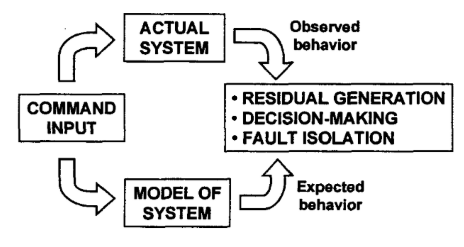 ACTUAL
SYSTEM
Observed
behavior
COMMAND
INPUT
• RESIDUAL GENERATION
• DECISION-MAKING
• FAULT ISOLATION
MODEL OF
SYSTEM
Expected
behavior